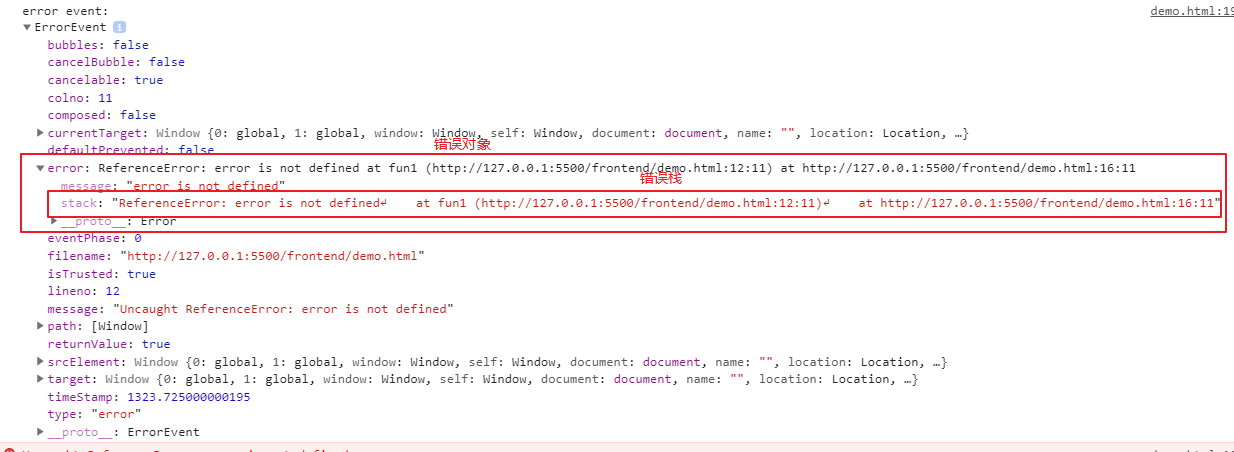 error event: demo.html:19
ErrorEvent i
bubbles: false
cancelBubble: false
cancelable: true
colno: 11
composed: false
currentTarget: Window {0: global, 1: global, window: Window, self: Window, document: document, name: "", location: Location, …}
错误对象
defaultPrevented: false
error: ReferenceError: error is not defined at fun1 (http://127.0.0.1:5500/frontend/demo.html:12:11) at http://127.0.0.1:5500/frontend/demo.html:16:11
错误栈
message: "error is not defined"
stack: "ReferenceError: error is not defined↲    at fun1 (http://127.0.0.1:5500/frontend/demo.html:12:11)↲    at http://127.0.0.1:5500/frontend/demo.html:16:11"
__proto__: Error
eventPhase: 0
filename: "http://127.0.0.1:5500/frontend/demo.html"
isTrusted: true
lineno: 12
message: "Uncaught ReferenceError: error is not defined"
path: [Window]
returnValue: true
srcElement: Window {0: global, 1: global, window: Window, self: Window, document: document, name: "", location: Location, …}
target: Window {0: global, 1: global, window: Window, self: Window, document: document, name: "", location: Location, …}
timeStamp: 1323.725000000195
type: "error"
__proto__: ErrorEvent